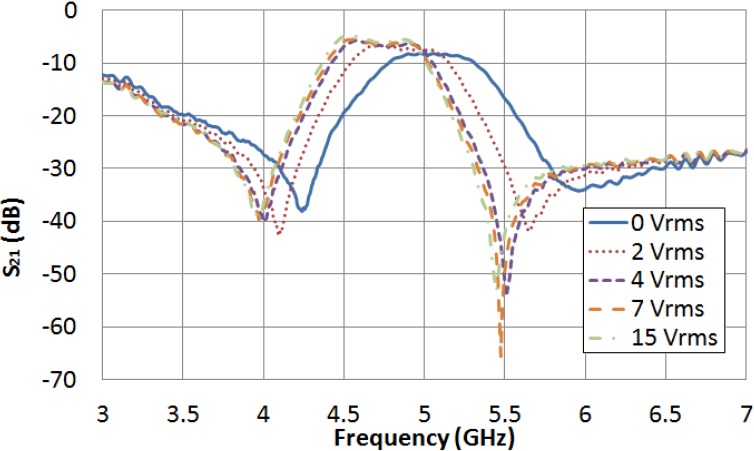 0
-10
-20
-30
-40
-50
-60
-70
S21 (dB)
0 Vrms
2 Vrms
4 Vrms
7 Vrms
15 Vrms
3 3.5 4 4.5 5 5.5 6 6.5 7
Frequency (GHz)